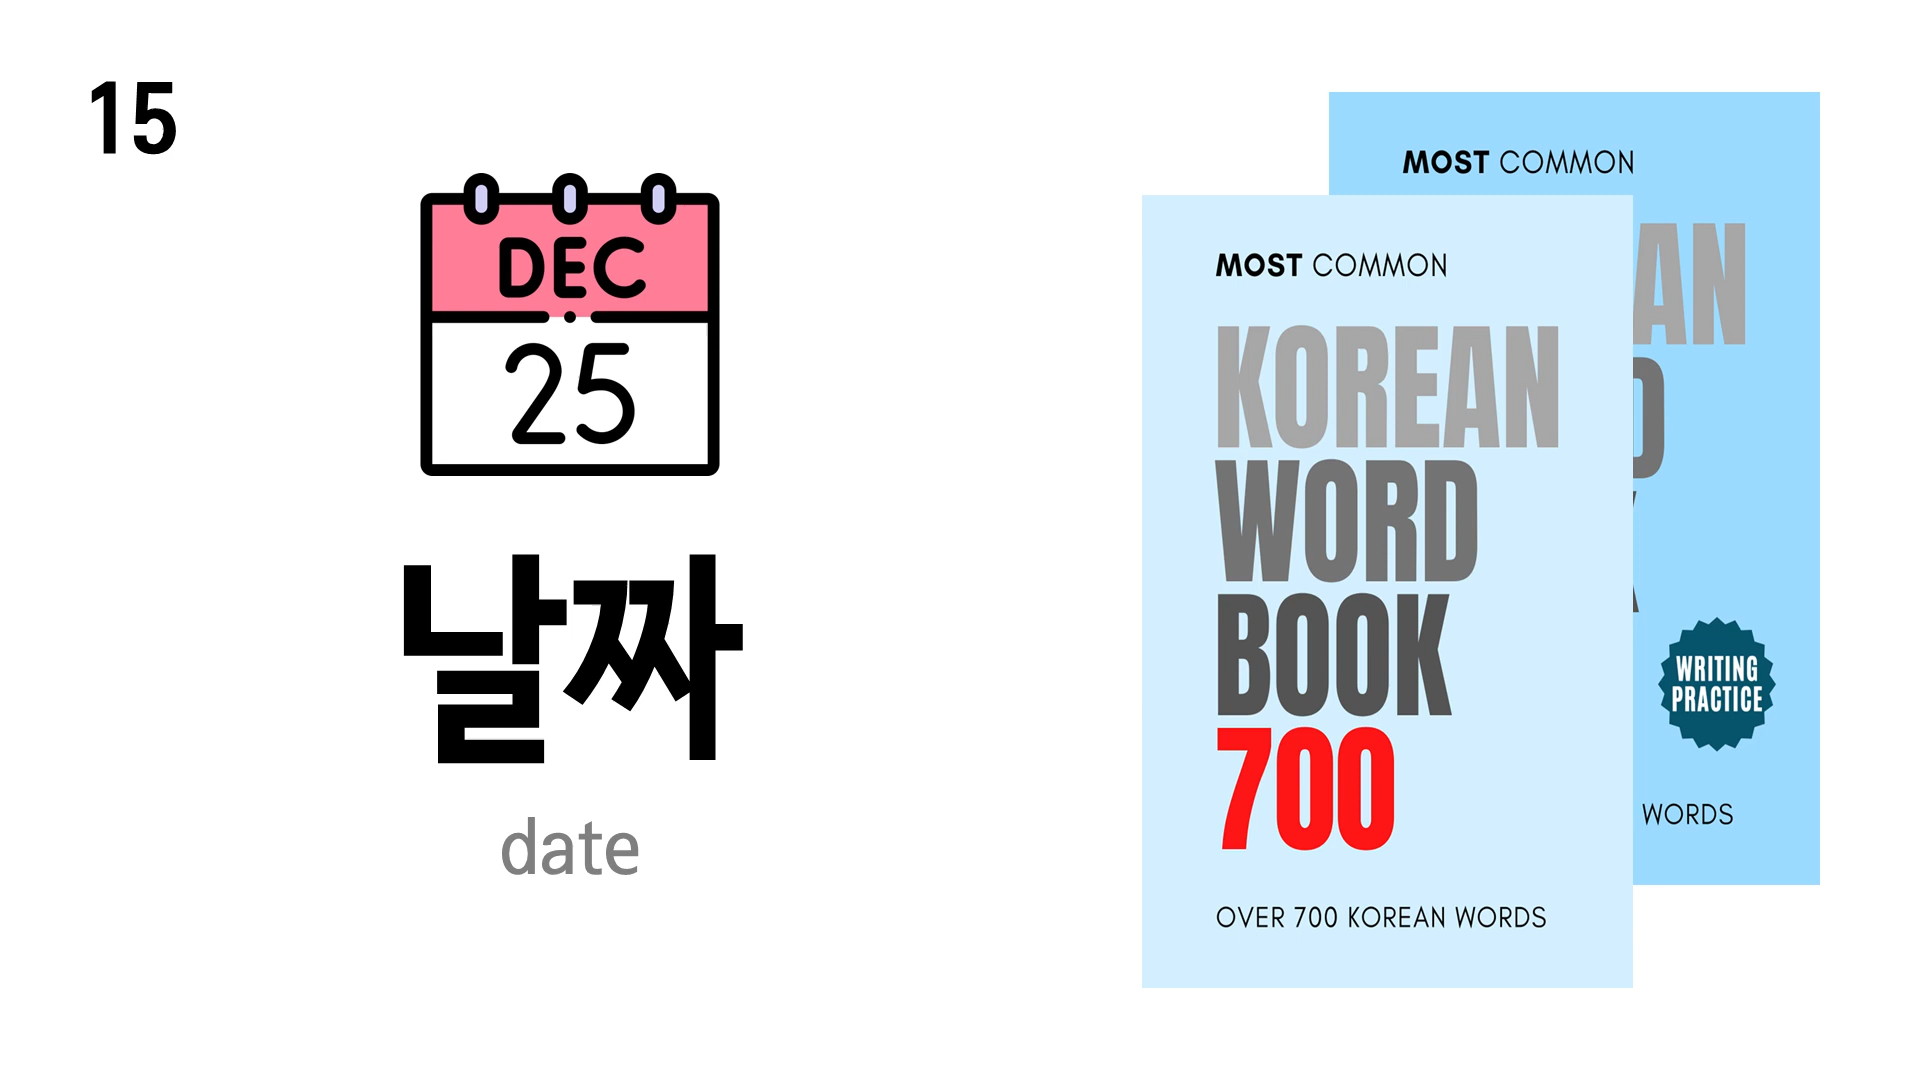 15
DEC
25
날짜
date
MOST COMMON
KOREAN
WORD
BOOK
700
OVER 700 KOREAN WORDS
MOST COMMON
AN
WRITING
PRACTICE
WORDS